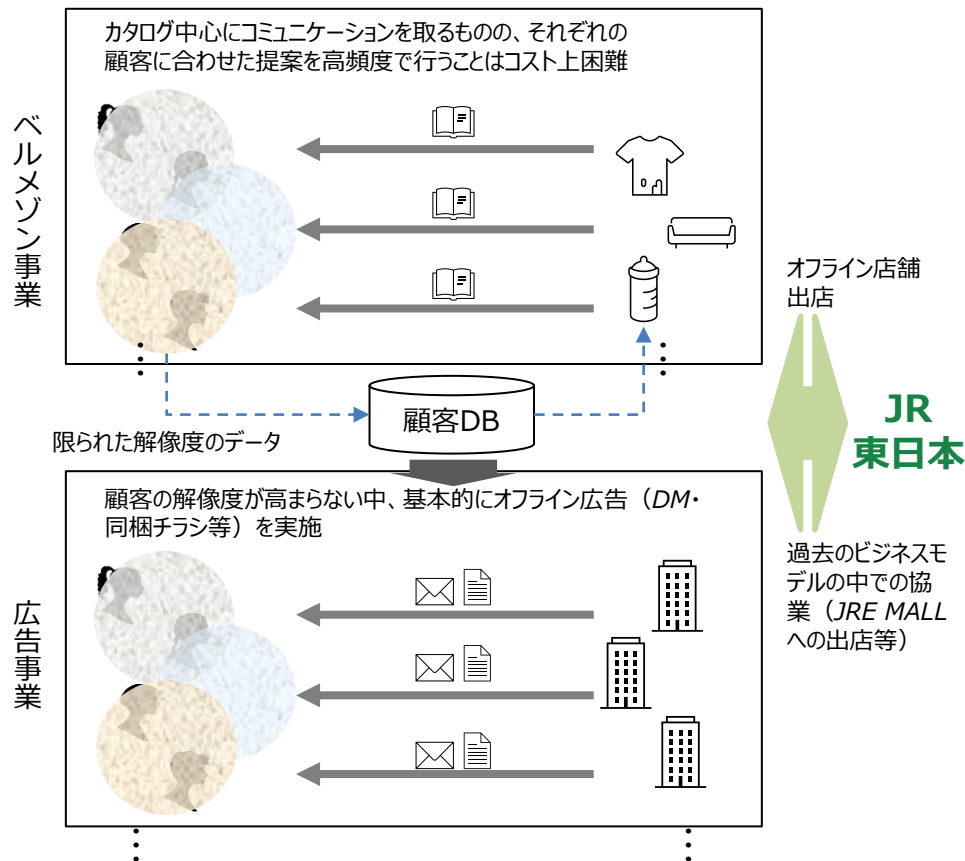 カタログ中心にコミュニケーションを取るものの、それぞれの
顧客に合わせた提案を高頻度で行うことはコスト上困難
ベルメゾン事業
オフライン店舗
出店
JR
東日本
顧客DB
限られた解像度のデータ
顧客の解像度が高まらない中、基本的にオフライン広告（DM・
同梱チラシ等）を実施
広告事業
過去のビジネスモ
デルの中での協
業（JRE MALL
への出店等）